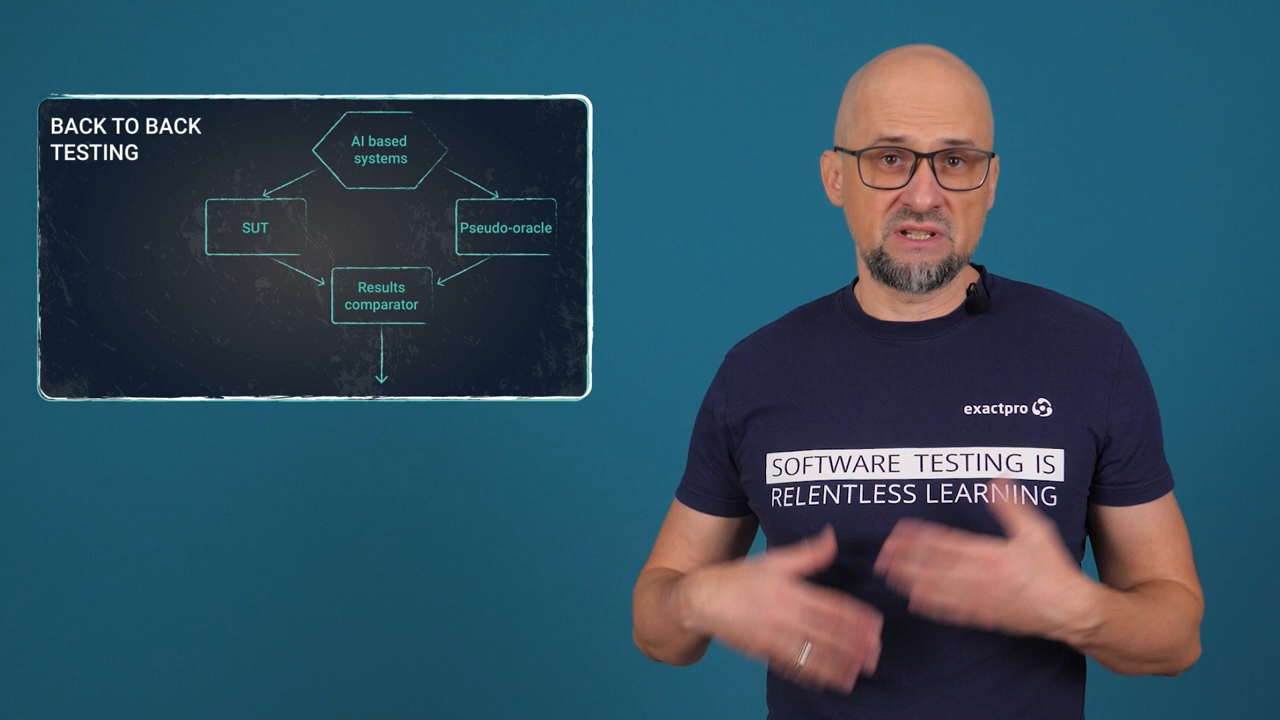 BACK TO BACK
TESTING
AI based
systems
SUT
Pseudo-oracle
Results
comparator
exactpro
SOFTWARE TESTING IS
RELENTLESS LEARNING